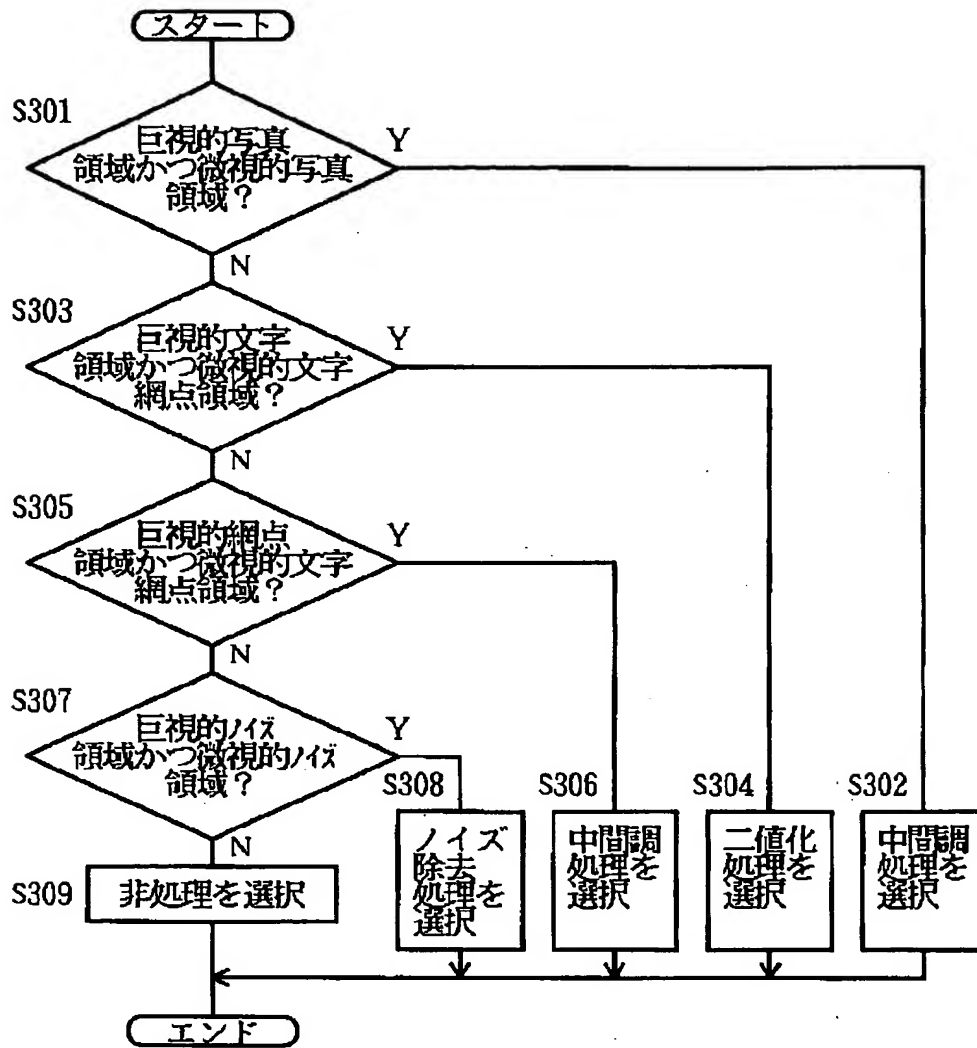 スタート
S301
巨視的写真
領域かつ微視的写真
領域？
Y
N
S303
巨視的文字
領域かつ微視的文字
網点領域？
Y
N
S305
巨視的網点
領域かつ微視的文字
網点領域？
Y
N
S307
巨視的ノイズ
領域かつ微視的ノイズ
領域？
Y
N
S308
ノイズ
除去
処理を
選択
S306
中間調
処理を
選択
S304
二値化
処理を
選択
S302
中間調
処理を
選択
S309
非処理を選択
エンド